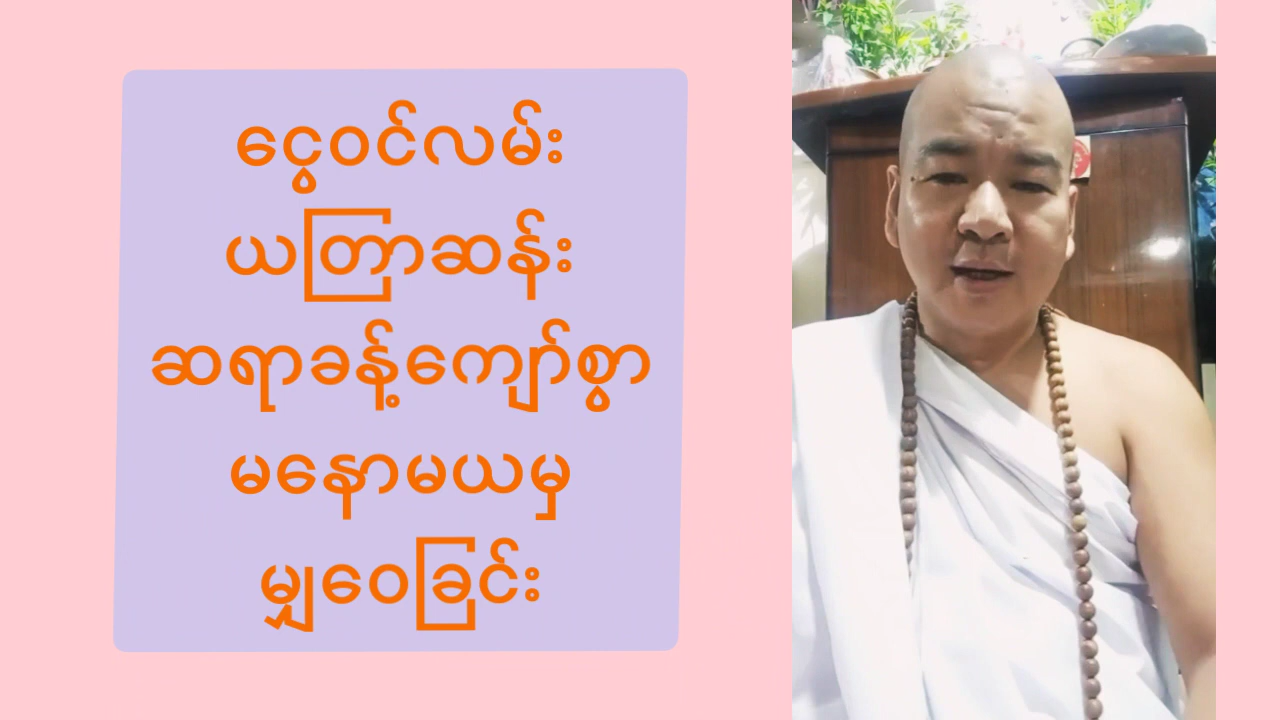 ငွေဝင်လမ်း
ယတြာဆန်း
ဆရာခန့်ကျော်စွာ
မနောမယမှ
မျှဝေခြင်း